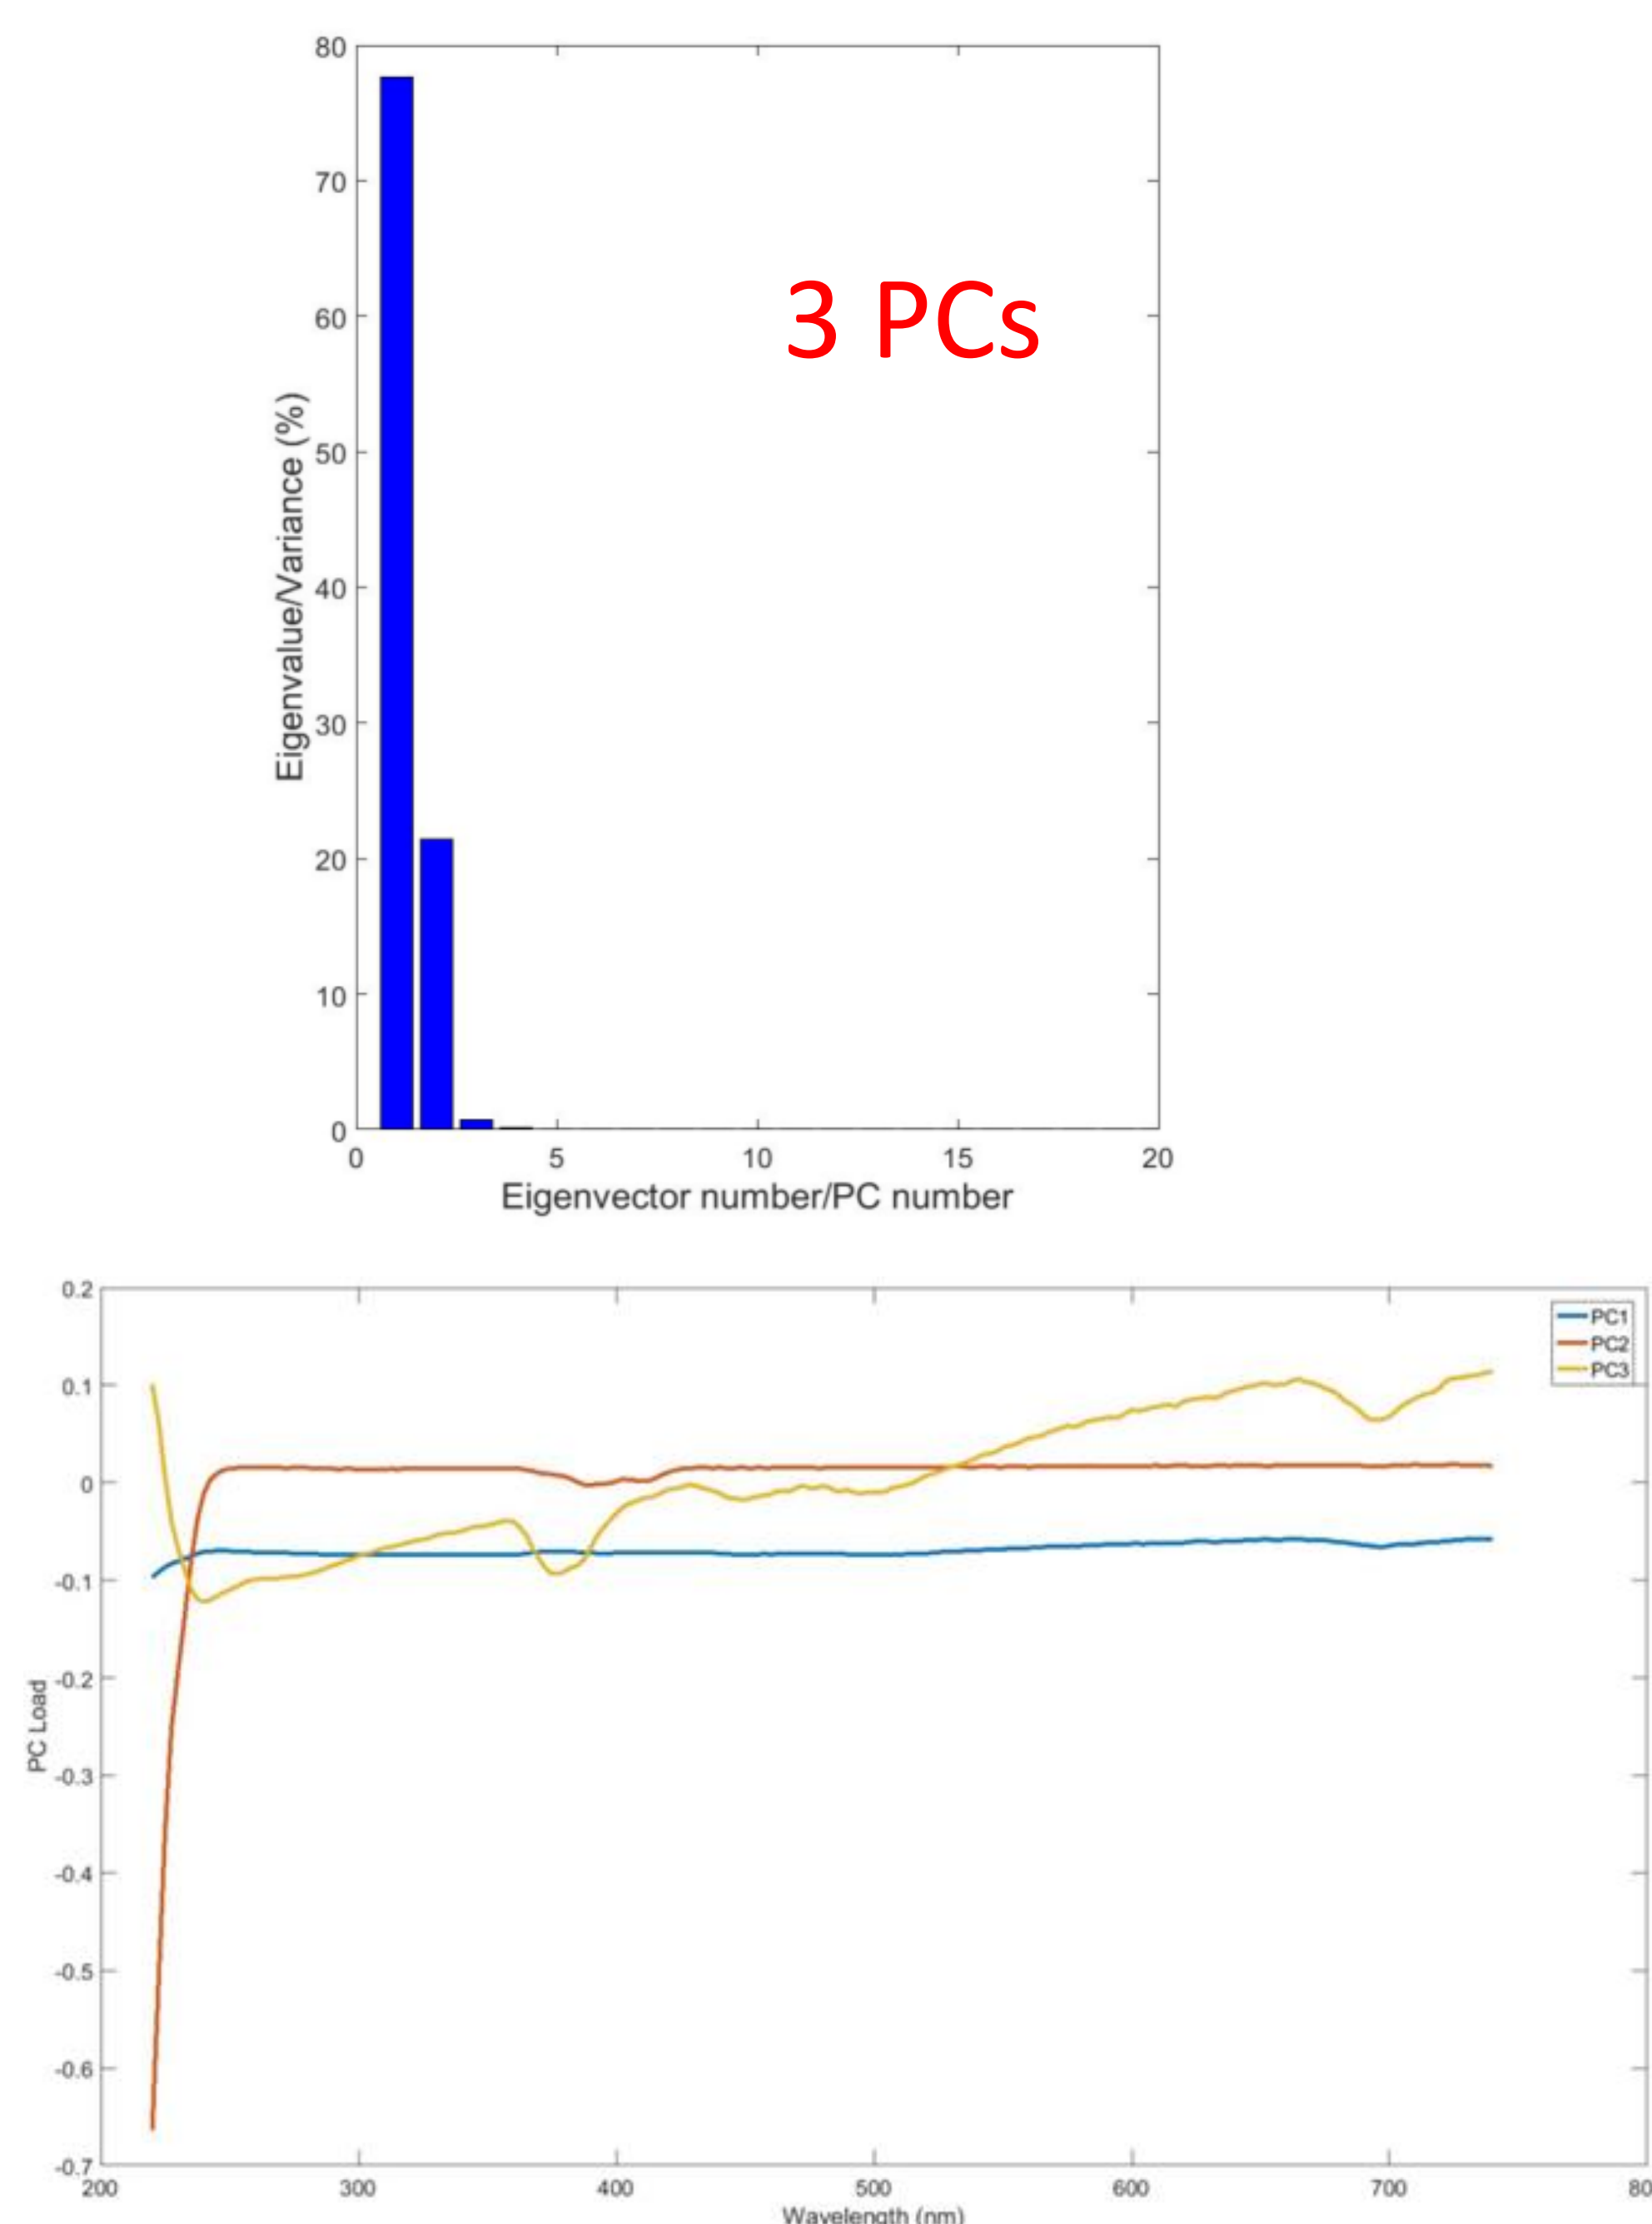 80
70
60
50
40
30
20
10
0
3 PCs
Eigenvalue/Variance (%)
0 5 10 15 20
Eigenvector number/PC number
0.2
0.1
0
-0.1
-0.2
-0.3
-0.4
-0.5
-0.6
-0.7
PC Load
PC1
PC2
PC3
200 300 400 500 600 700 80
Wavelength (nm)